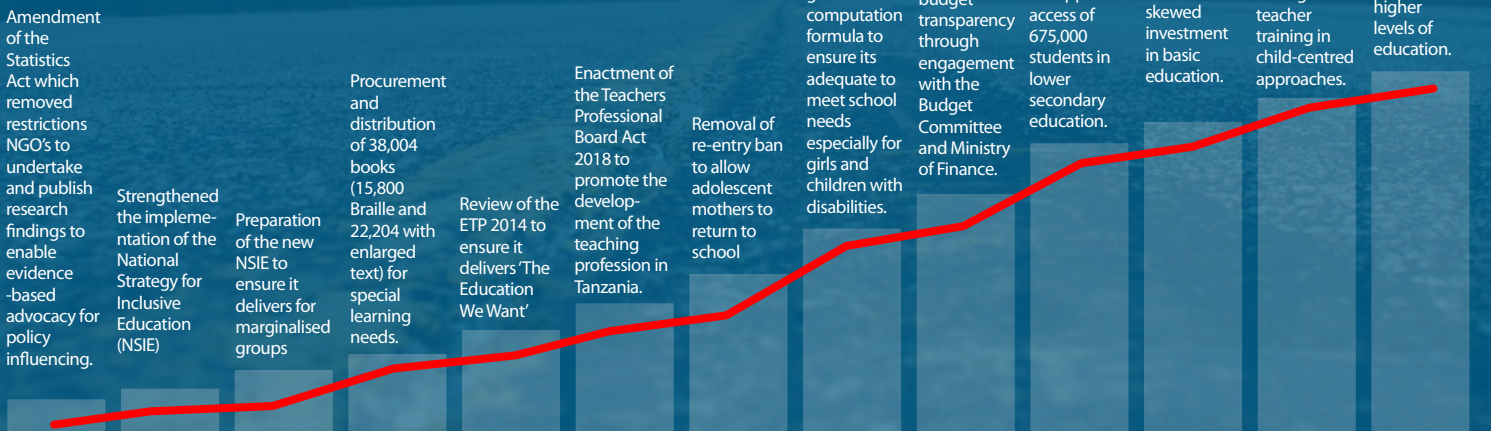 Amendment
of the
Statistics
Act which
removed
restrictions
NGO's to
undertake
and publish
research
findings to
enable
evidence
-based
advocacy for
policy
influencing.
Strengthened
the impleme-
ntation of the
National
Strategy for
Inclusive
Education
(NSIE)
Preparation
of the new
NSIE to
ensure it
delivers for
marginalised
groups
Procurement
and
distribution
of 38,004
books
(15,800
Braille and
22,204 with
enlarged
text) for
special
learning
needs.
Review of the
ETP 2014 to
ensure it
delivers 'The
Education
We Want'
Enactment of
the Teachers
Professional
Board Act
2018 to
promote the
develop-
ment of the
teaching
profession in
Tanzania.
Removal of
re-entry ban
to allow
adolescent
mothers to
return to
school
computation
formula to
ensure its
adequate to
meet school
needs
especially for
girls and
children with
disabilities.
budget
transparency
through
engagement
with the
Budget
Committee
and Ministry
of Finance.
access of
675,000
students in
lower
secondary
education.
skewed
investment
in basic
education.
teacher
training in
child-centred
approaches.
higher
levels of
education.